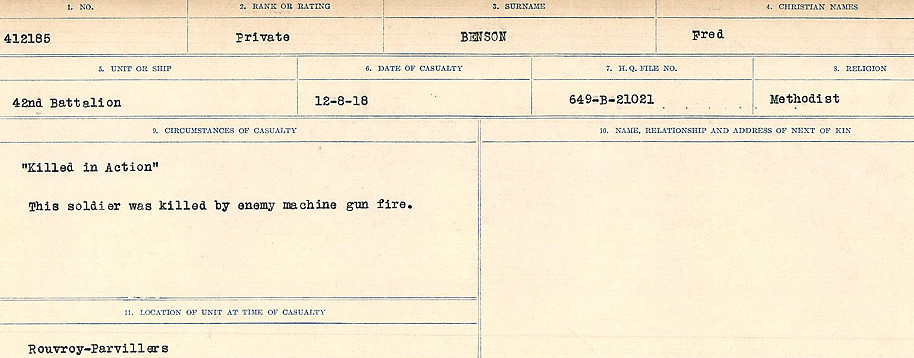 1. NO. 2. RANK OR RATING 3. SURNAME 4. CHRISTIAN NAMES
412185 Private BENSON Fred
5. UNIT OR SHIP 6. DATE OF CASUALTY 7. H.Q. FILE NO. 8. RELIGION
42nd Battalion 12-8-18 649-B-21021 Methodist
9. CIRCUMSTANCES OF CASUALTY 10. NAME, RELATIONSHIP AND ADDRESS OF NEXT OF KIN
"Killed in Action"
This soldier was killed by enemy machine gun fire.
11. LOCATION OF UNIT AT TIME OF CASUALTY
Rouvroy-Parvillers